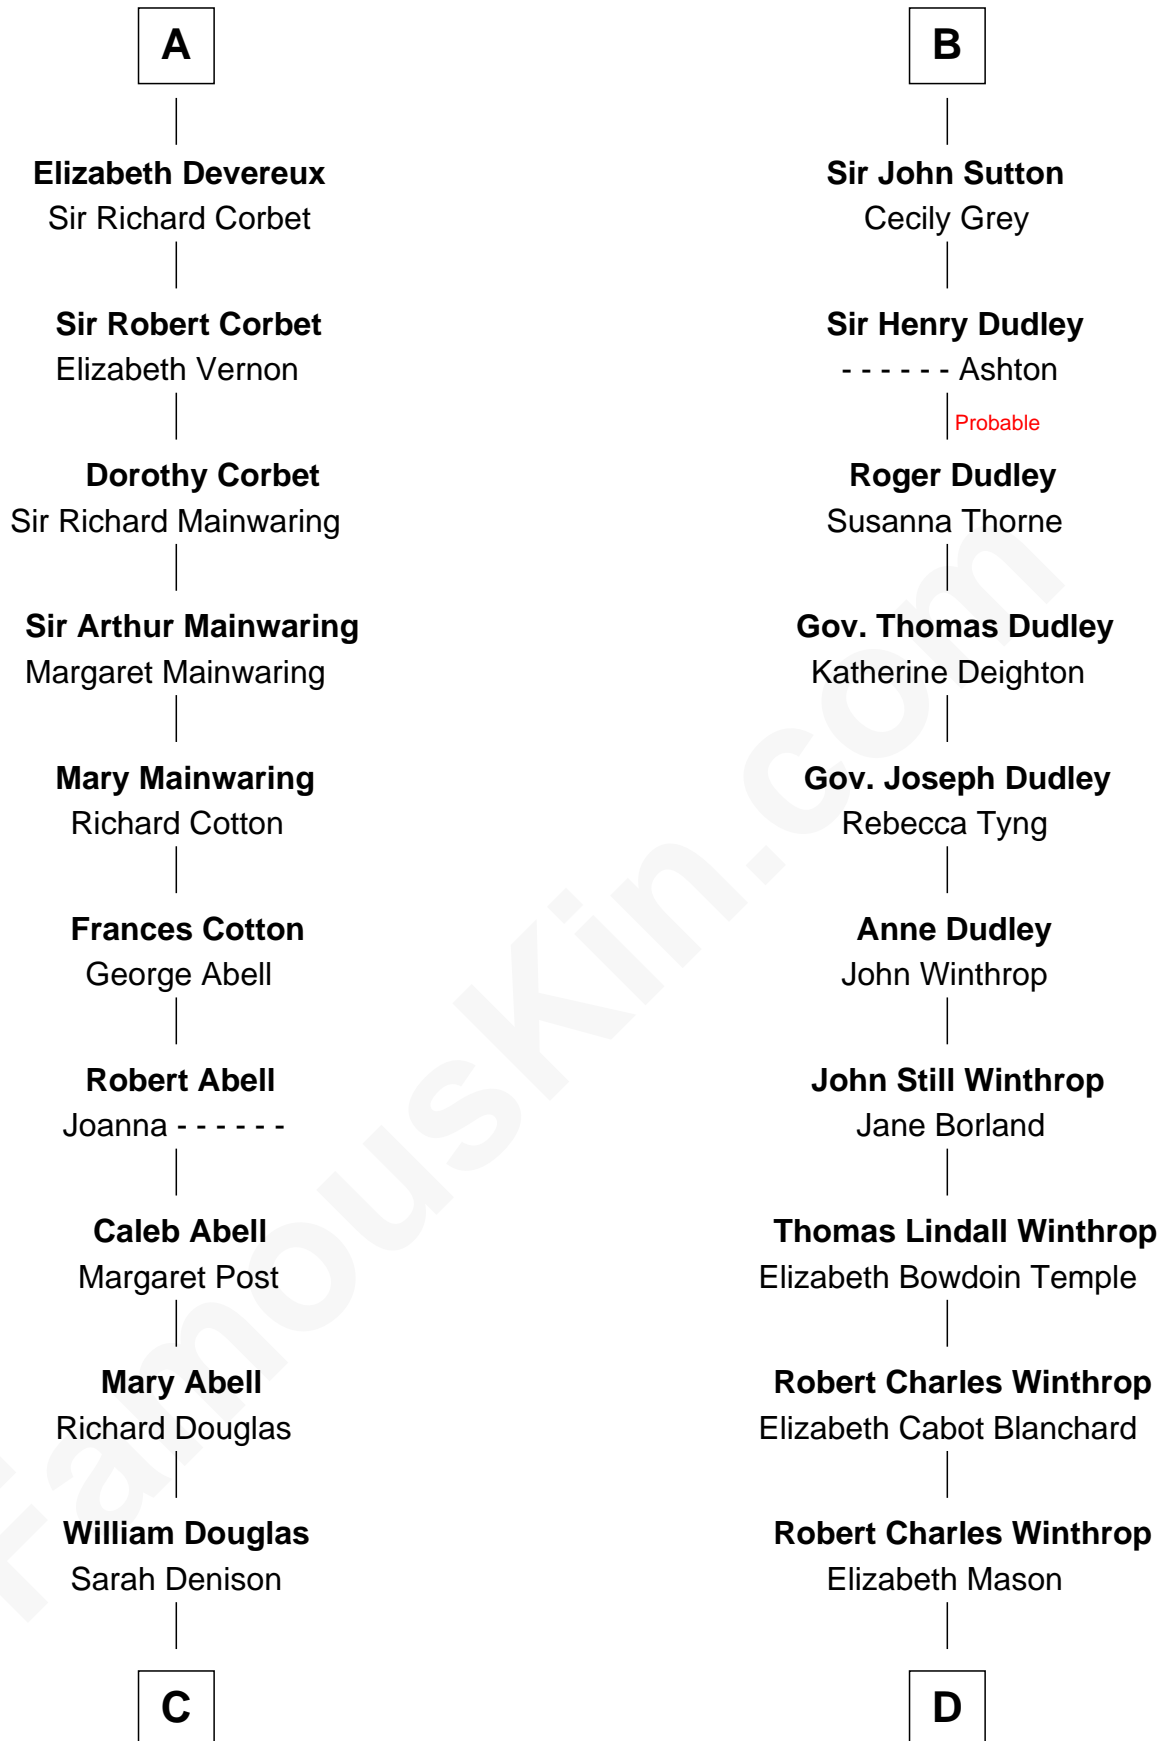 A
Elizabeth Devereux
Sir Richard Corbet
Sir Robert Corbet
Elizabeth Vernon
Dorothy Corbet
Sir Richard Mainwaring
Sir Arthur Mainwaring
Margaret Mainwaring
Mary Mainwaring
Richard Cotton
Frances Cotton
George Abell
Robert Abell
Joanna - - - - - -
Caleb Abell
Margaret Post
Mary Abell
Richard Douglas
William Douglas
Sarah Denison
C
B
Sir John Sutton
Cecily Grey
Sir Henry Dudley
- - - - - - Ashton
Probable
Roger Dudley
Susanna Thorne
Gov. Thomas Dudley
Katherine Deighton
Gov. Joseph Dudley
Rebecca Tyng
Anne Dudley
John Winthrop
John Still Winthrop
Jane Borland
Thomas Lindall Winthrop
Elizabeth Bowdoin Temple
Robert Charles Winthrop
Elizabeth Cabot Blanchard
Robert Charles Winthrop
Elizabeth Mason
D
FamousKin.com